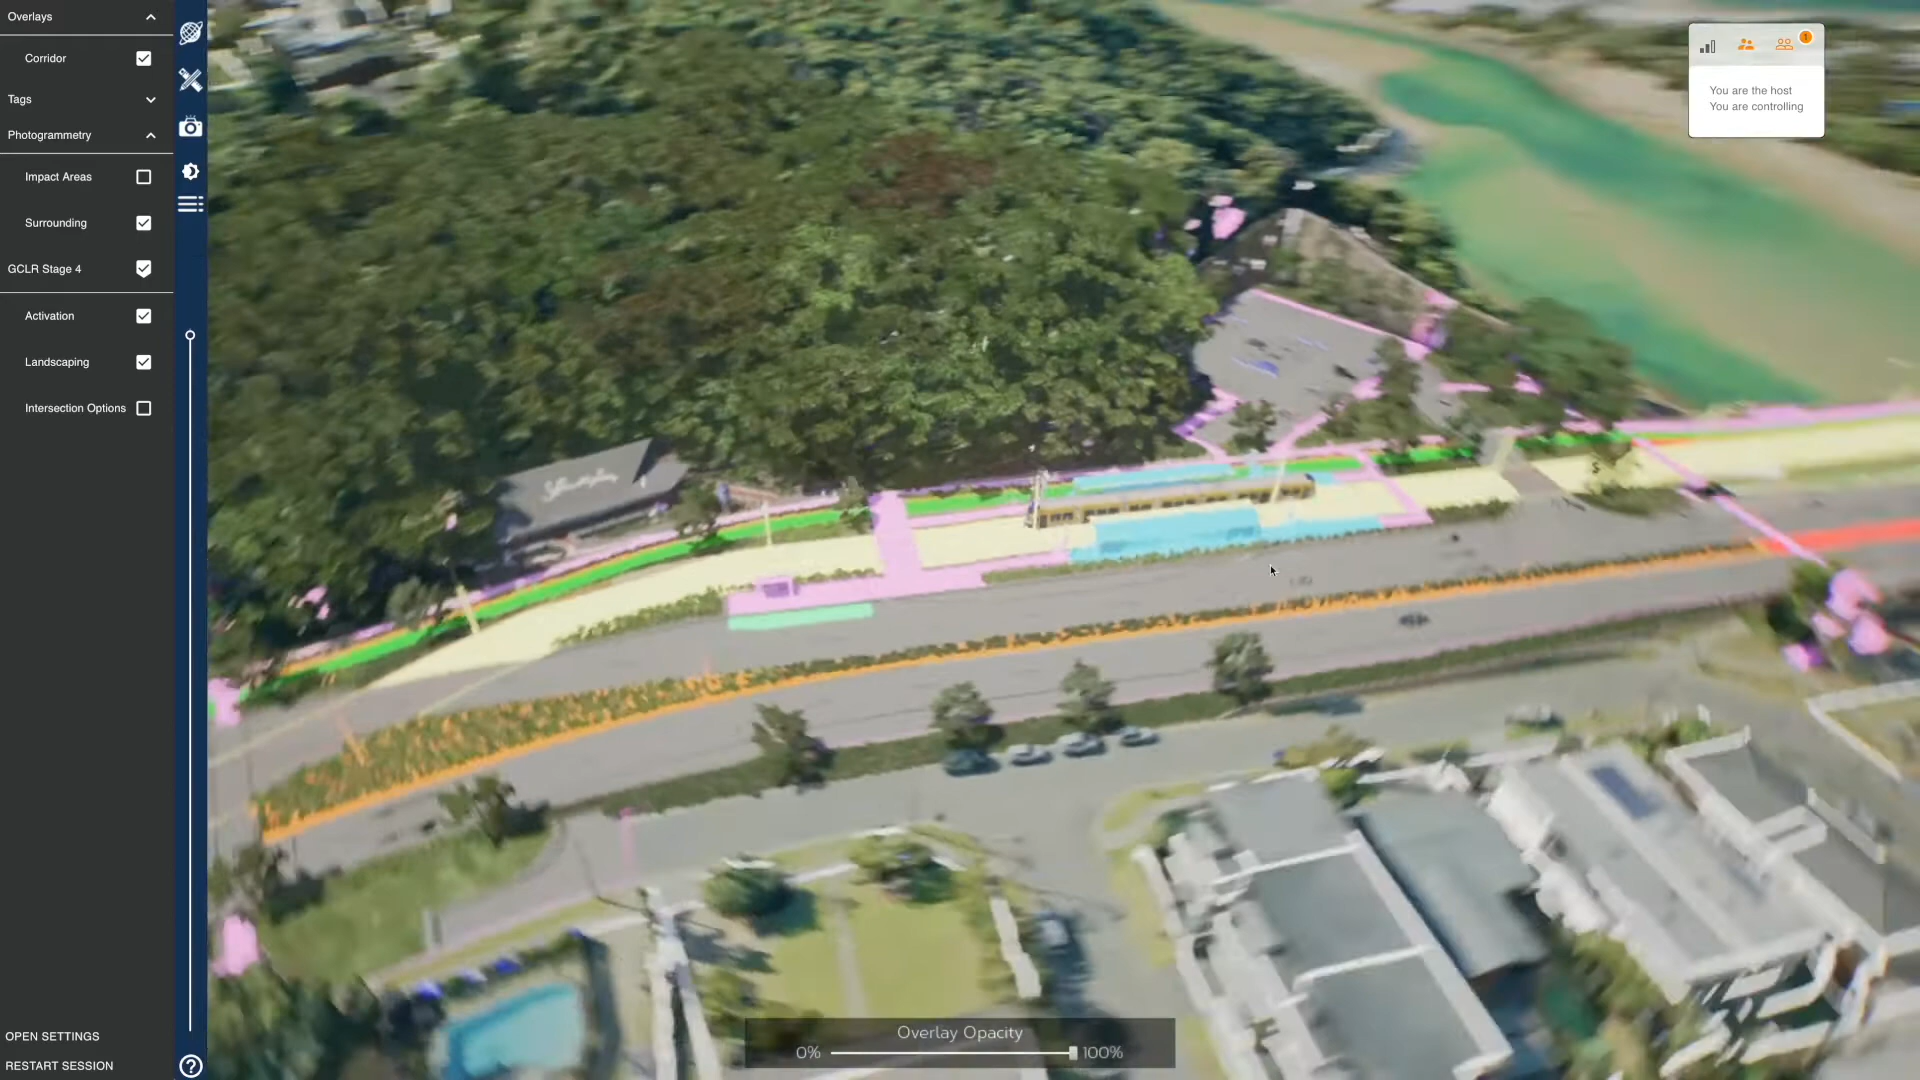 Overlays
Corridor
Tags
Photogrammetry
Impact Areas
Surrounding
GCLR Stage 4
Activation
Landscaping
Intersection Options
OPEN SETTINGS
RESTART SESSION
1
You are the host
You are controlling
Overlay Opacity
0% 100%